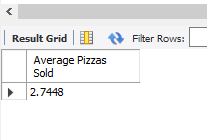 Result Grid Filter Rows:
Average Pizzas
Sold
2.7448